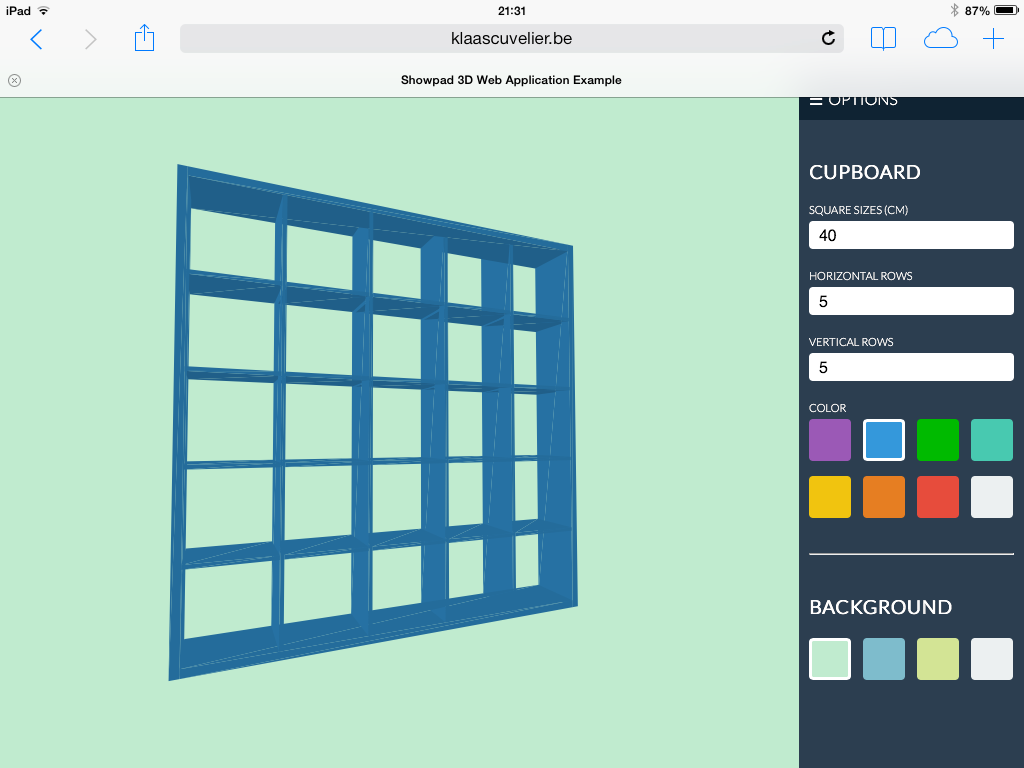 iPad 21:31 87%
klaascuvelier.be
Showpad 3D Web Application Example
OPTIONS
CUPBOARD
SQUARE SIZES (CM)
40
HORIZONTAL ROWS
5
VERTICAL ROWS
5
COLOR
BACKGROUND